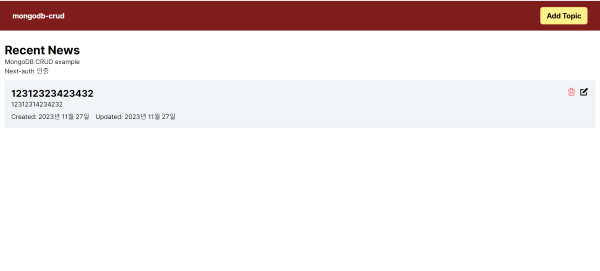 mongodb-crud
Add Topic
Recent News
MongoDB CRUD example
Next-auth 인증
12312323423432
12312314234232
Created: 2023년 11월 27일 Updated: 2023년 11월 27일